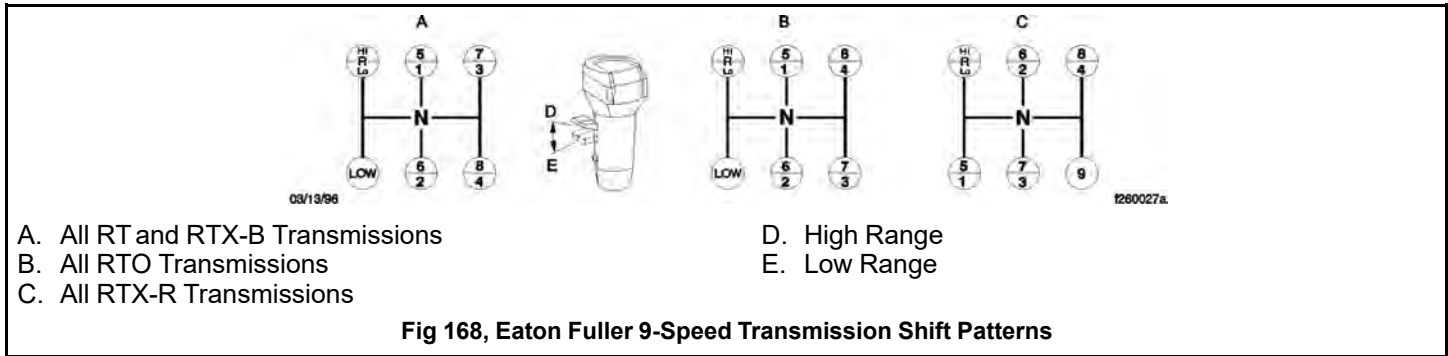 A
B
C
HI
R
Lo
5
1
7
3
HI
R
Lo
5
1
8
4
HI
R
Lo
6
2
8
4
D
E
N
N
N
LOW
6
2
8
4
LOW
6
2
7
3
5
1
7
3
9
03/13/96
f260027a.
A. All RT and RTX-B Transmissions
B. All RTO Transmissions
C. All RTX-R Transmissions
D. High Range
E. Low Range
Fig 168, Eaton Fuller 9-Speed Transmission Shift Patterns